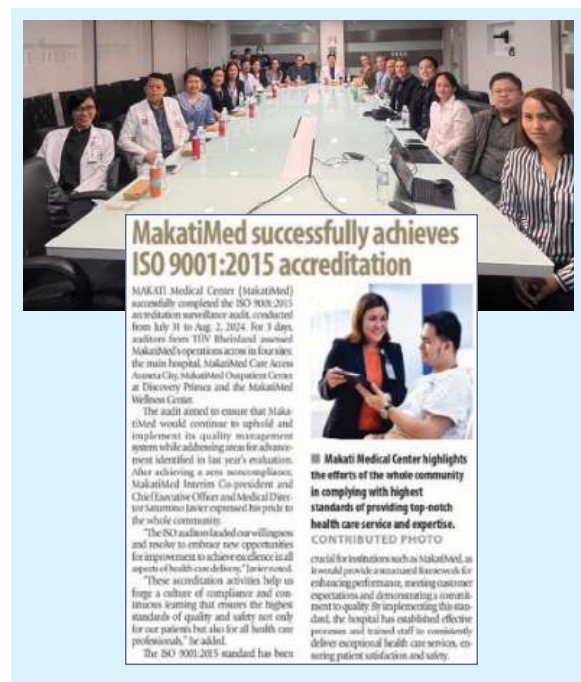 MakatiMed successfully achieves
ISO 9001:2015 accreditation
MAKATI Medical Center (MakatiMed)
successfully completed the ISO 9001:2015
accreditation surveillance audit, conducted
from July 31 to Aug. 2, 2024. For 3 days,
auditors from TÜV Rheinland assessed
MakatiMed's operations across its four sites:
the main hospital, MakatiMed Care Access
Araneta City, MakatiMed Outpatient Center
at Discovery Primea and the MakatiMed
Wellness Center.
The audit aimed to ensure that Maka-
tiMed would continue to uphold and
implement its quality management
system while addressing areas for advance-
ment identified in last year's evaluation.
After achieving a zero noncompliance,
MakatiMed Interim Co-president and
Chief Executive Officer and Medical Direc-
tor Saturnino Javier expressed his pride to
the whole community.
"The ISO auditors lauded our willingness
and resolve to embrace new opportunities
for improvement to achieve excellence in all
aspects of health care delivery," Javier noted.
"These accreditation activities help us
forge a culture of compliance and con-
tinuous learning that ensures the highest
standards of quality and safety not only
for our patients but also for all health care
professionals," he added.
The ISO 9001:2015 standard has been
Makati Medical Center highlights
the efforts of the whole community
in complying with highest
standards of providing top-notch
health care service and expertise.
CONTRIBUTED PHOTO
crucial for institutions such as MakatiMed, as
it would provide a structured framework for
enhancing performance, meeting customer
expectations and demonstrating a commit-
ment to quality. By implementing this stan-
dard, the hospital has established effective
processes and trained staff to consistently
deliver exceptional health care services, en-
suring patient satisfaction and safety.